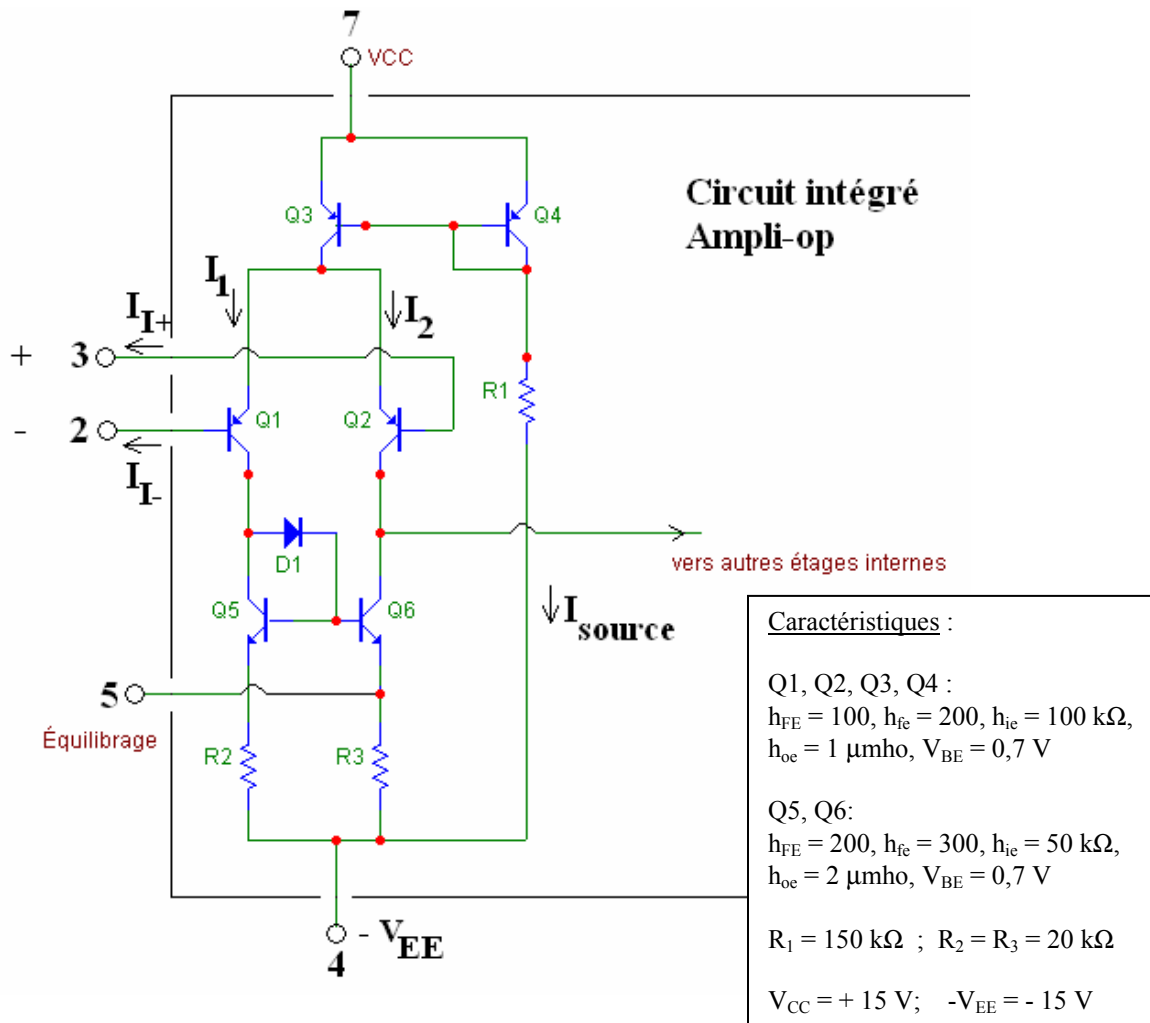 7
VCC
Circuit intégré
Ampli-op
Q3
Q4
I1
I2
II+
+
3
-
2
II-
Q1
Q2
R1
D1
vers autres étages internes
Q5
Q6
Isource
5
Équilibrage
R2
R3
- VEE
4
Caractéristiques :
Q1, Q2, Q3, Q4 :
hFE = 100, hfe = 200, hie = 100 kΩ,
hoe = 1 μmho, VBE = 0,7 V
Q5, Q6:
hFE = 200, hfe = 300, hie = 50 kΩ,
hoe = 2 μmho, VBE = 0,7 V
R1 = 150 kΩ ; R2 = R3 = 20 kΩ
VCC = + 15 V; -VEE = - 15 V